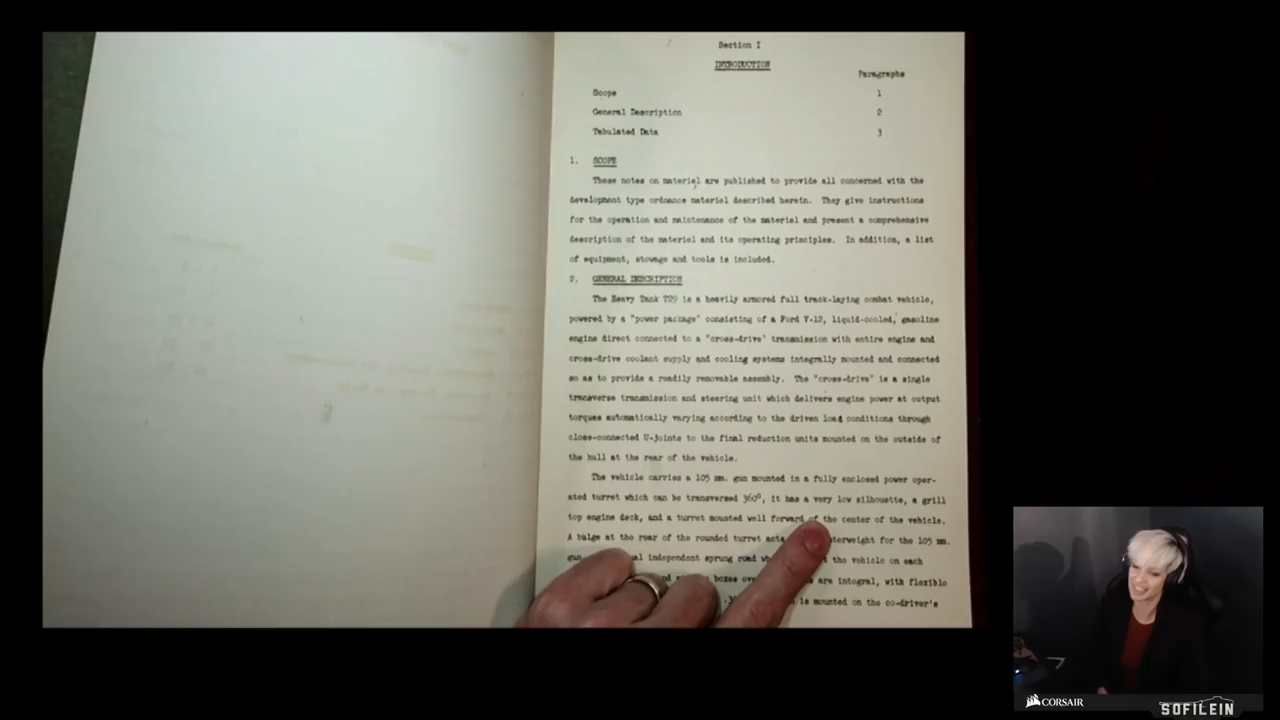 Section I
INTRODUCTION
Paragraphs
Scope 1
General Description 2
Tabulated Data 3
1. SCOPE
These notes on materiel are published to provide all concerned with the
development type ordnance materiel described herein. They give instructions
for the operation and maintenance of the materiel and present a comprehensive
description of the materiel and its operating principles. In addition, a list
of equipment, stowage and tools is included.
2. GENERAL DESCRIPTION
The Heavy Tank T29 is a heavily armored full track-laying combat vehicle,
powered by a "power package" consisting of a Ford V-12, liquid-cooled, gasoline
engine direct connected to a "cross-drive" transmission with entire engine and
cross-drive coolant supply and cooling systems integrally mounted and connected
so as to provide a readily removable assembly. The "cross-drive" is a single
transverse transmission and steering unit which delivers engine power at output
torques automatically varying according to the driven load conditions through
close-connected U-joints to the final reduction units mounted on the outside of
the hull at the rear of the vehicle.
The vehicle carries a 105 mm. gun mounted in a fully enclosed power oper-
ated turret which can be transversed 360°, it has a very low silhouette, a grill
top engine deck, and a turret mounted well forward of the center of the vehicle.
A bulge at the rear of the rounded turret acts terweight for the 105 mm.
gun independent sprung road the vehicle on each
boxes over are integral, with flexible
is mounted on the co-driver's
CORSAIR
SOFILEIN